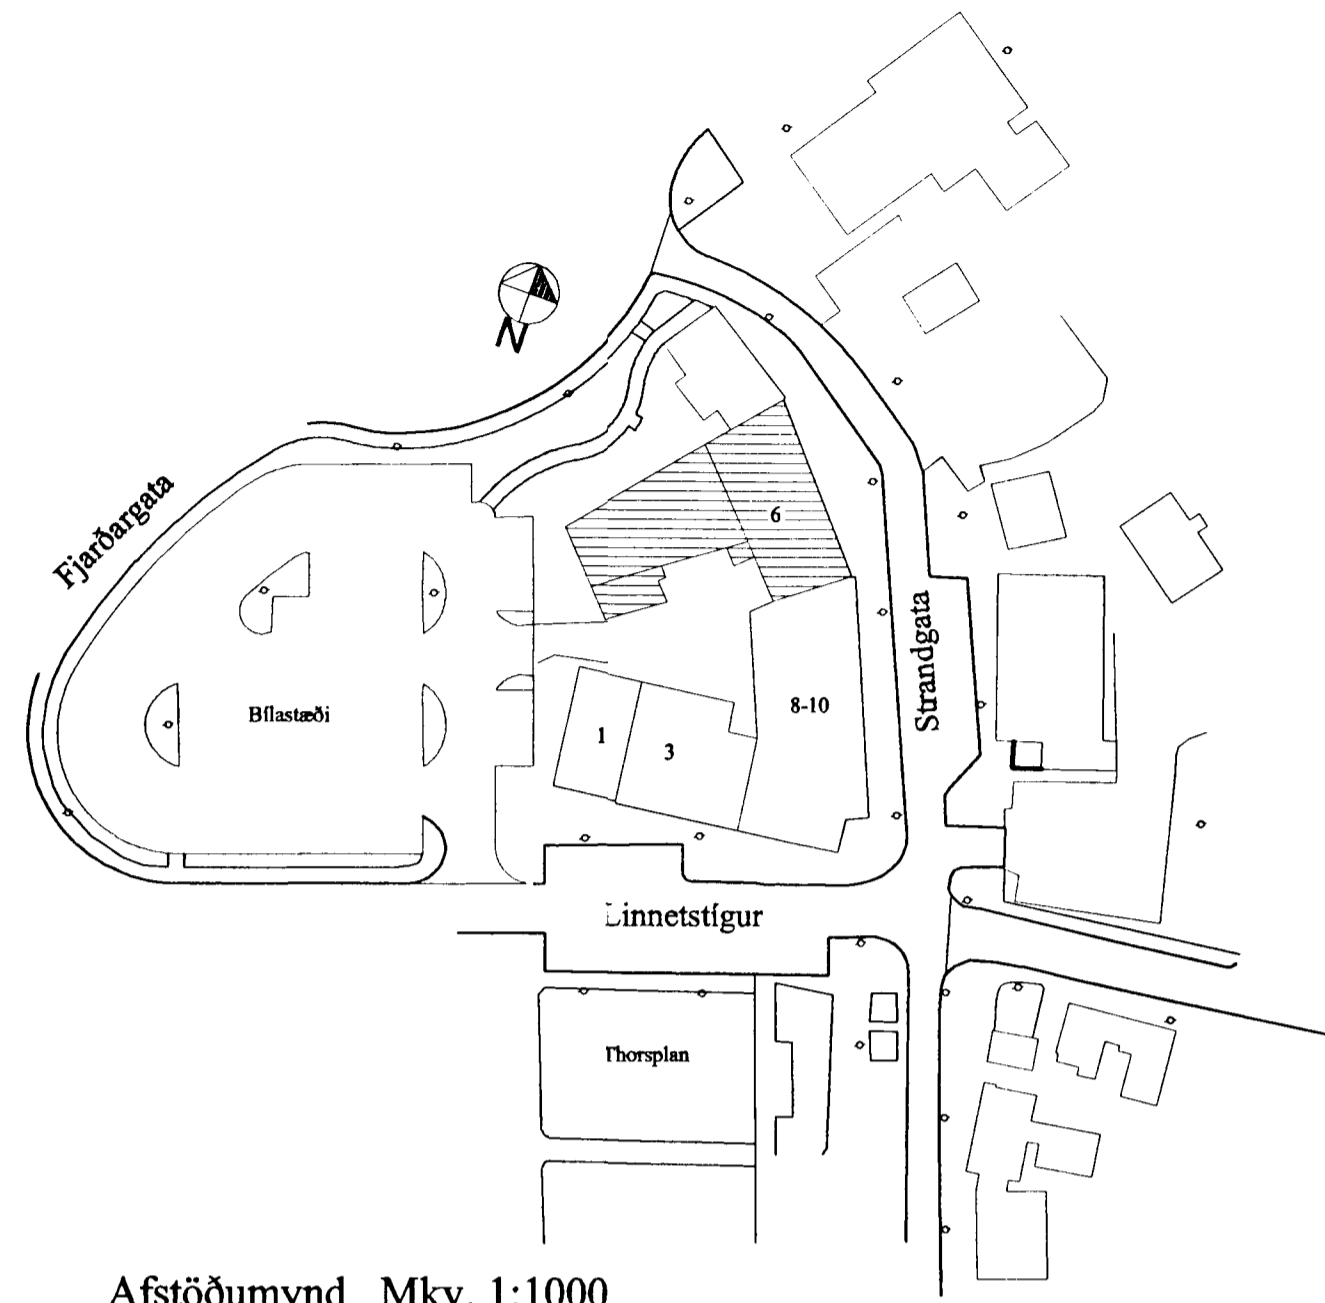 N
Fjarðargata
6
Strandgata
Bílastæði
8-10
1
3
Linnetstígur
Thorsplan
Afstöðumynd Mkv. 1:1000